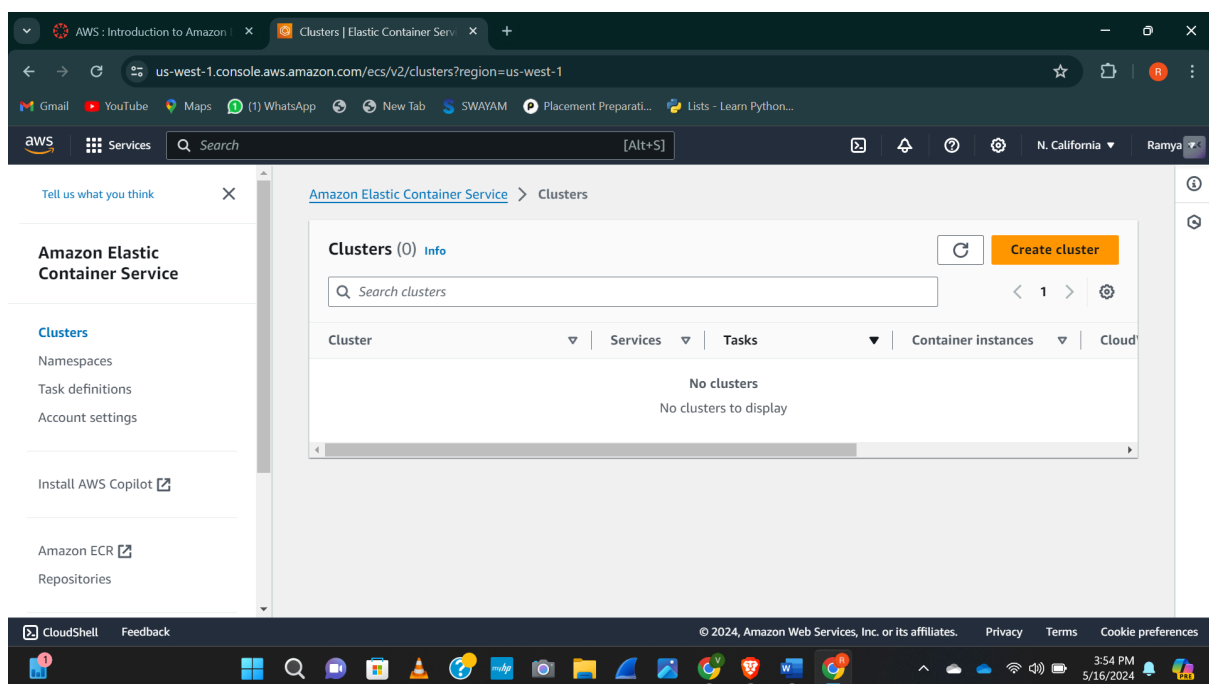 AWS : Introduction to Amazon
Clusters | Elastic Container Serv
us-west-1.console.aws.amazon.com/ecs/v2/clusters?region=us-west-1
R
Gmail YouTube Maps (1) WhatsApp New Tab SWAYAM Placement Preparati... Lists - Learn Python...
aws Services Search [Alt+S] N. California Ramya
Tell us what you think
Amazon Elastic Container Service > Clusters
Amazon Elastic
Container Service
Clusters
Namespaces
Task definitions
Account settings
Install AWS Copilot
Amazon ECR
Repositories
Clusters (0) Info
Create cluster
Search clusters
1
Cluster Services Tasks Container instances Cloud
No clusters
No clusters to display
CloudShell Feedback © 2024, Amazon Web Services, Inc. or its affiliates. Privacy Terms Cookie preferences
1
mhp
V
R
3:54 PM
5/16/2024
PRE